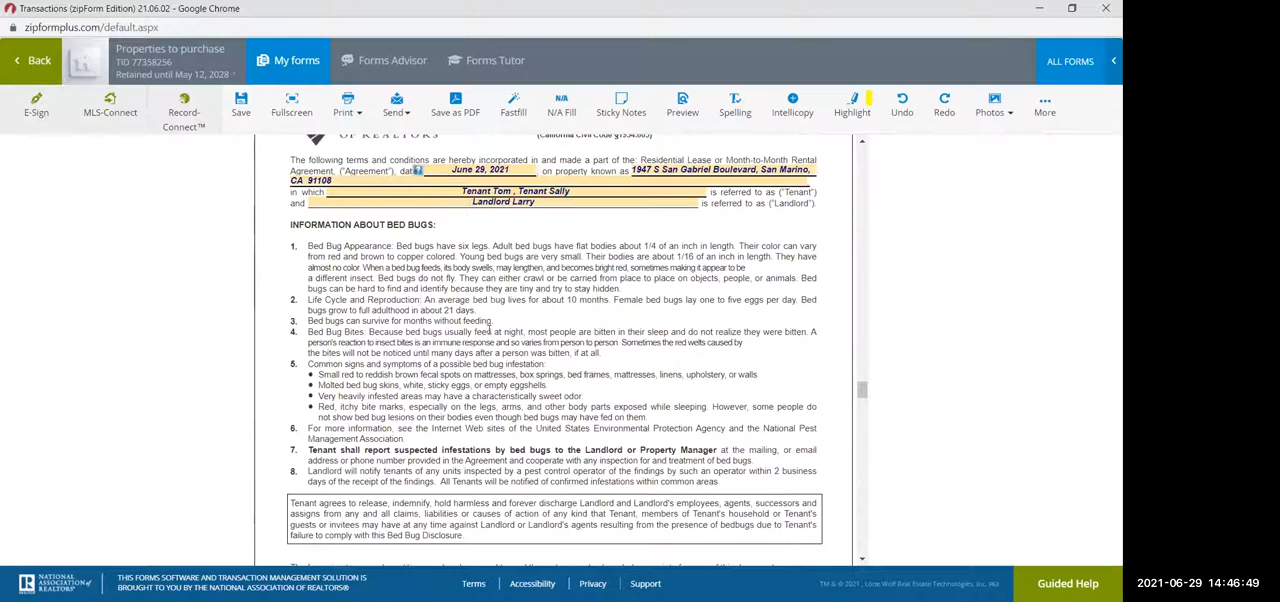 Transactions (zipForm Edition) 21.06.02 - Google Chrome
zipformplus.com/default.aspx
Back
Properties to purchase
TID 77358256
Retained until May 12, 2028
My forms
Forms Advisor
Forms Tutor
ALL FORMS
E-Sign
MLS-Connect
Record-Connect™
Save
Fullscreen
Print
Send
Save as PDF
Fastfill
N/A
N/A Fill
Sticky Notes
Preview
Spelling
Intellicopy
Highlight
Undo
Redo
Photos
More
OF REALTORS
(California Civil Code §1954.603)
The following terms and conditions are hereby incorporated in and made a part of the: Residential Lease or Month-to-Month Rental
Agreement, ("Agreement"), dated June 29, 2021 , on property known as 1947 S San Gabriel Boulevard, San Marino,
CA 91108
in which Tenant Tom , Tenant Sally is referred to as ("Tenant")
and Landlord Larry is referred to as ("Landlord").
INFORMATION ABOUT BED BUGS:
1. Bed Bug Appearance: Bed bugs have six legs. Adult bed bugs have flat bodies about 1/4 of an inch in length. Their color can vary
from red and brown to copper colored. Young bed bugs are very small. Their bodies are about 1/16 of an inch in length. They have
almost no color. When a bed bug feeds, its body swells, may lengthen, and becomes bright red, sometimes making it appear to be
a different insect. Bed bugs do not fly. They can either crawl or be carried from place to place on objects, people, or animals. Bed
bugs can be hard to find and identify because they are tiny and try to stay hidden.
2. Life Cycle and Reproduction: An average bed bug lives for about 10 months. Female bed bugs lay one to five eggs per day. Bed
bugs grow to full adulthood in about 21 days.
3. Bed bugs can survive for months without feeding.
4. Bed Bug Bites: Because bed bugs usually feed at night, most people are bitten in their sleep and do not realize they were bitten. A
person's reaction to insect bites is an immune response and so varies from person to person. Sometimes the red welts caused by
the bites will not be noticed until many days after a person was bitten, if at all.
5. Common signs and symptoms of a possible bed bug infestation:
• Small red to reddish brown fecal spots on mattresses, box springs, bed frames, mattresses, linens, upholstery, or walls
• Molted bed bug skins, white, sticky eggs, or empty eggshells.
• Very heavily infested areas may have a characteristically sweet odor.
• Red, itchy bite marks, especially on the legs, arms, and other body parts exposed while sleeping. However, some people do
not show bed bug lesions on their bodies even though bed bugs may have fed on them.
6. For more information, see the Internet Web sites of the United States Environmental Protection Agency and the National Pest
Management Association.
7. Tenant shall report suspected infestations by bed bugs to the Landlord or Property Manager at the mailing, or email
address or phone number provided in the Agreement and cooperate with any inspection for and treatment of bed bugs.
8. Landlord will notify tenants of any units inspected by a pest control operator of the findings by such an operator within 2 business
days of the receipt of the findings. All Tenants will be notified of confirmed infestations within common areas
Tenant agrees to release, indemnify, hold harmless and forever discharge Landlord and Landlord's employees, agents, successors and
assigns from any and all claims, liabilities or causes of action of any kind that Tenant, members of Tenant's household or Tenant's
guests or invitees may have at any time against Landlord or Landlord's agents resulting from the presence of bedbugs due to Tenant's
failure to comply with this Bed Bug Disclosure.
NATIONAL
ASSOCIATION
OF REALTORS®
THIS FORMS SOFTWARE AND TRANSACTION MANAGEMENT SOLUTION IS
BROUGHT TO YOU BY THE NATIONAL ASSOCIATION OF REALTORS®
Terms
Accessibility
Privacy
Support
TM & © 2021 , Lone Wolf Real Estate Technologies, Inc.
Guided Help
2021-06-29 14:46:49